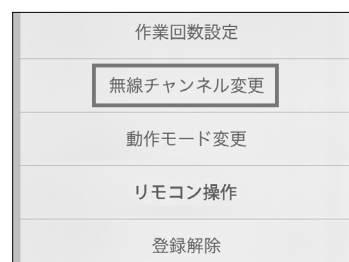 作業回数設定
無線チャンネル変更
動作モード変更
リモコン操作
登録解除